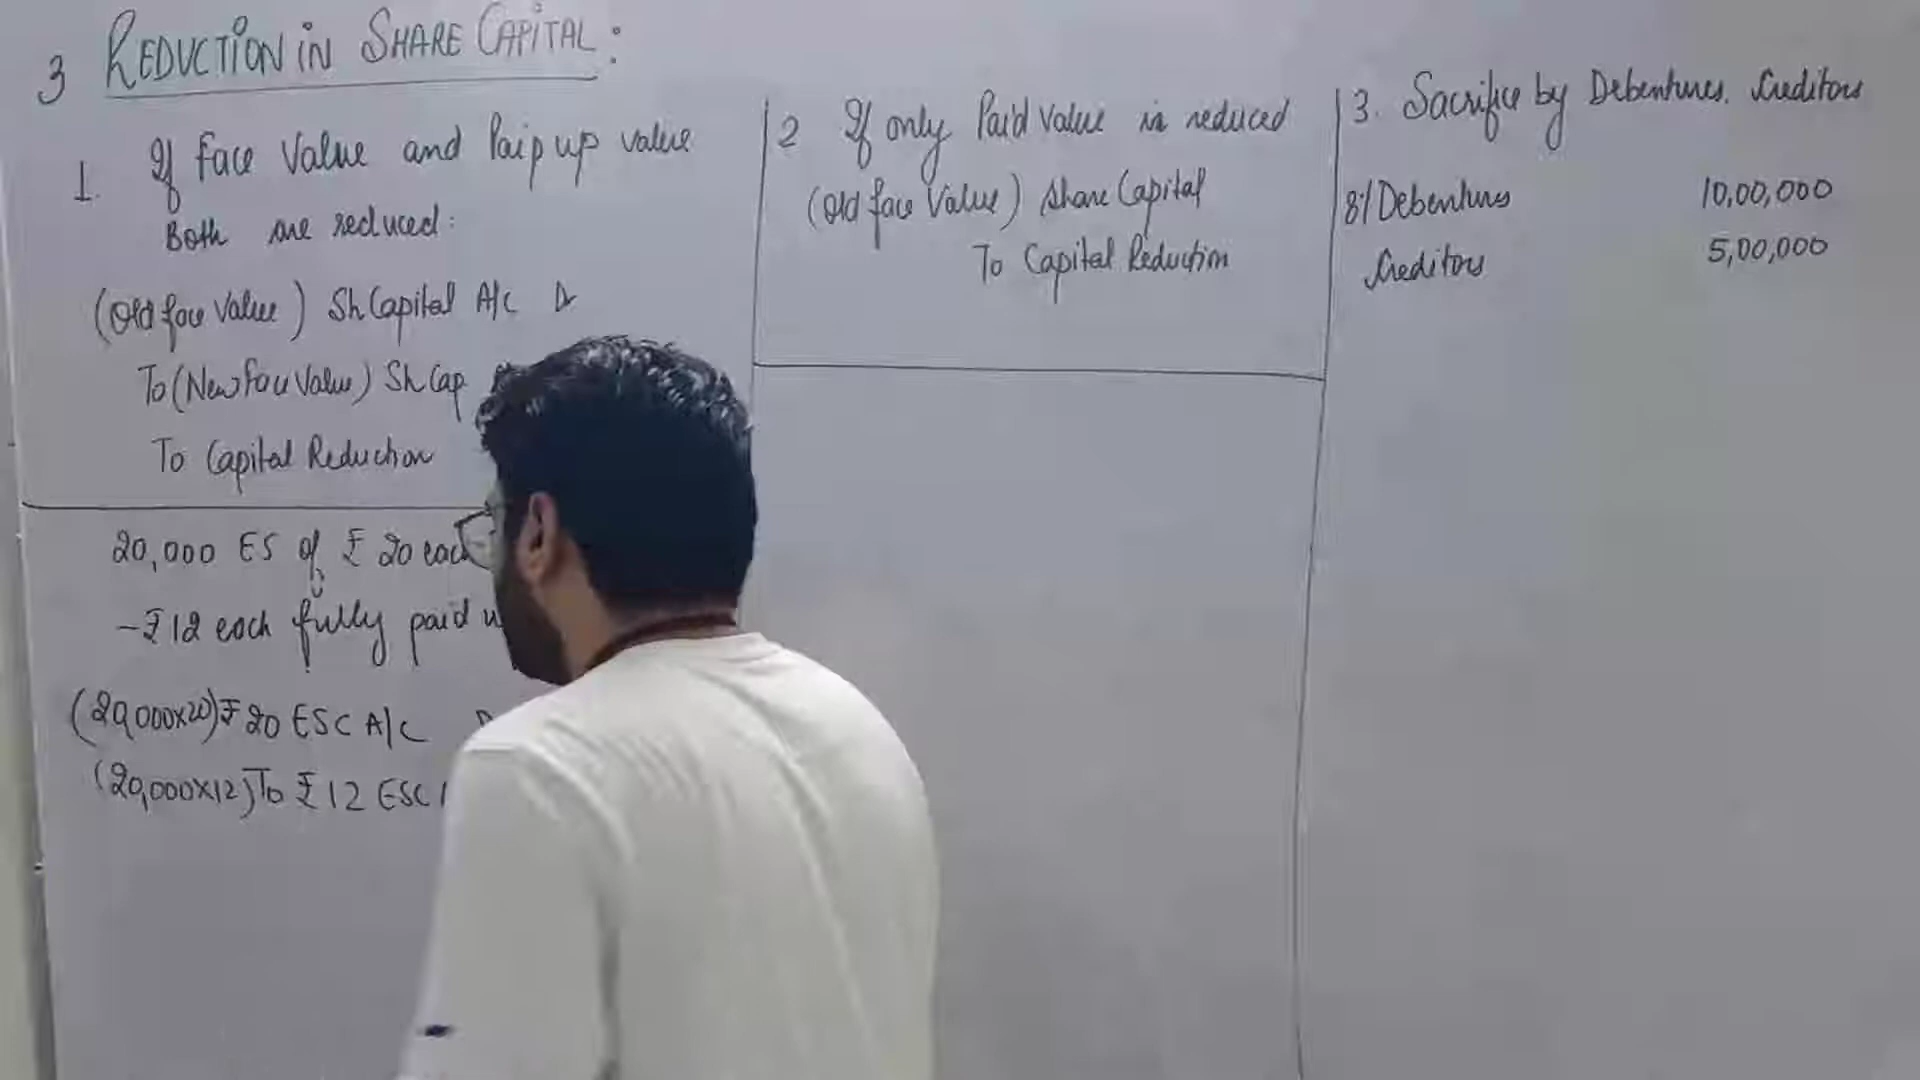 3 REDUCTION IN SHARE CAPITAL:
1. If Face Value and Paip up value
Both are reduced:
(Old face Value) Sh Capital A/c Dr
To (New Face Value) Sh Cap
To Capital Reduction
20,000 ES of ₹ 20 each
-₹12 each fully paid
(20,000x20) ₹ 20 ESC A/C
(20,000x12) To ₹ 12 ESC
2 If only Paid Value is reduced
(Old face Value) Share Capital
To Capital Reduction
3. Sacrifice by Debentures. Creditors
8% Debentures 10,00,000
Creditors 5,00,000